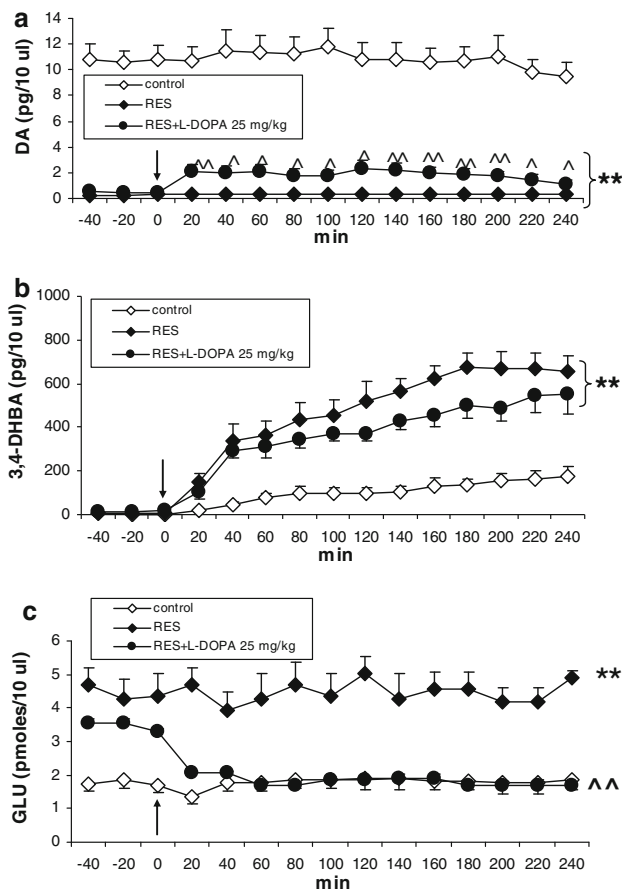 a
14
12
10
8
6
4
2
0
DA (pg/10 ul)
control
RES
RES+L-DOPA 25 mg/kg
^^ ^ ^ ^ ^ ^ ^^ ^^ ^^ ^^ ^ ^
**
-40 -20 0 20 40 60 80 100 120 140 160 180 200 220 240
min
b
1000
800
600
400
200
0
3,4-DHBA (pg/10 ul)
control
RES
RES+L-DOPA 25 mg/kg
**
-40 -20 0 20 40 60 80 100 120 140 160 180 200 220 240
min
c
6
5
4
3
2
1
0
GLU (pmoles/10 ul)
control
RES
RES+L-DOPA 25 mg/kg
**
^^
-40 -20 0 20 40 60 80 100 120 140 160 180 200 220 240
min